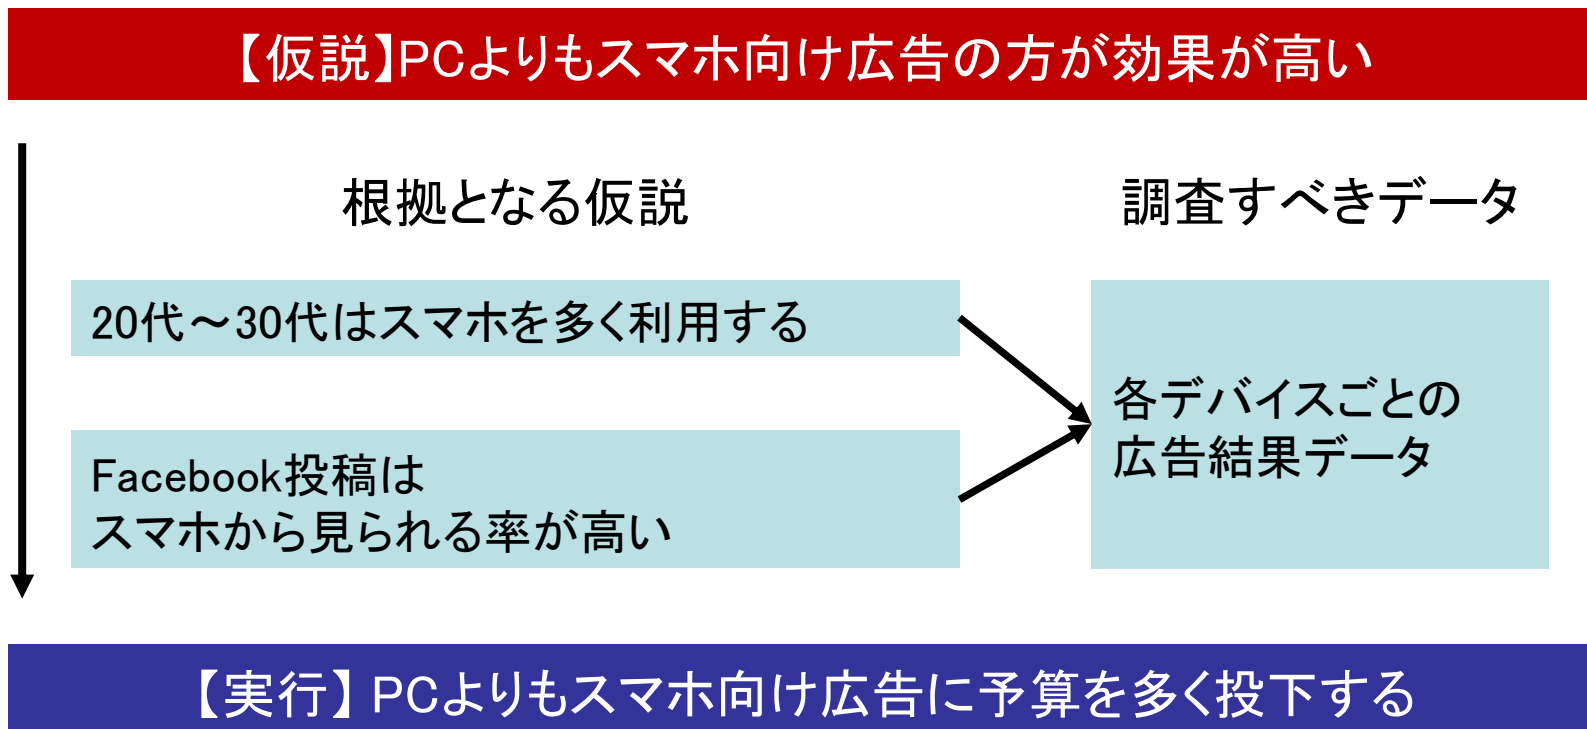 【仮説】PCよりもスマホ向け広告の方が効果が高い
根拠となる仮説
調査すべきデータ
20代～30代はスマホを多く利用する
Facebook投稿は
スマホから見られる率が高い
各デバイスごとの
広告結果データ
【実行】PCよりもスマホ向け広告に予算を多く投下する